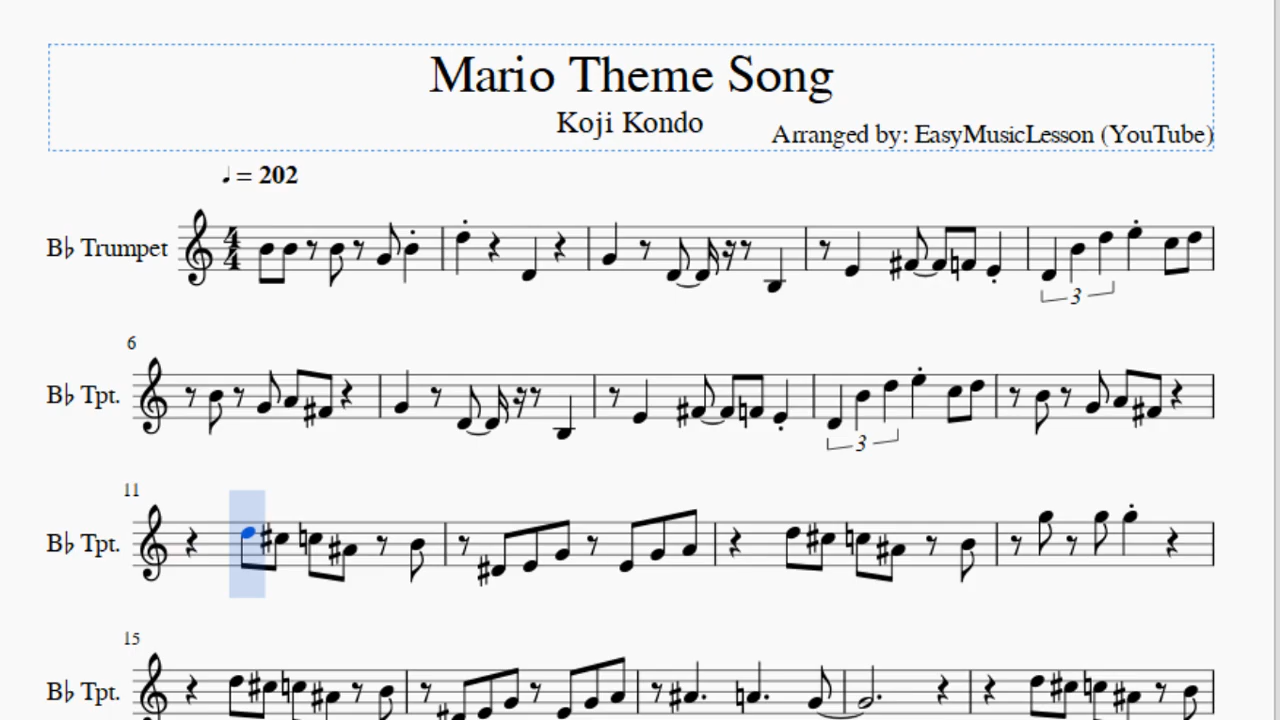 Mario Theme Song
Koji Kondo
Arranged by: EasyMusicLesson (YouTube)
♩ = 202
B♭ Trumpet
4
4
3
6
B♭ Tpt.
3
11
B♭ Tpt.
15
B♭ Tpt.